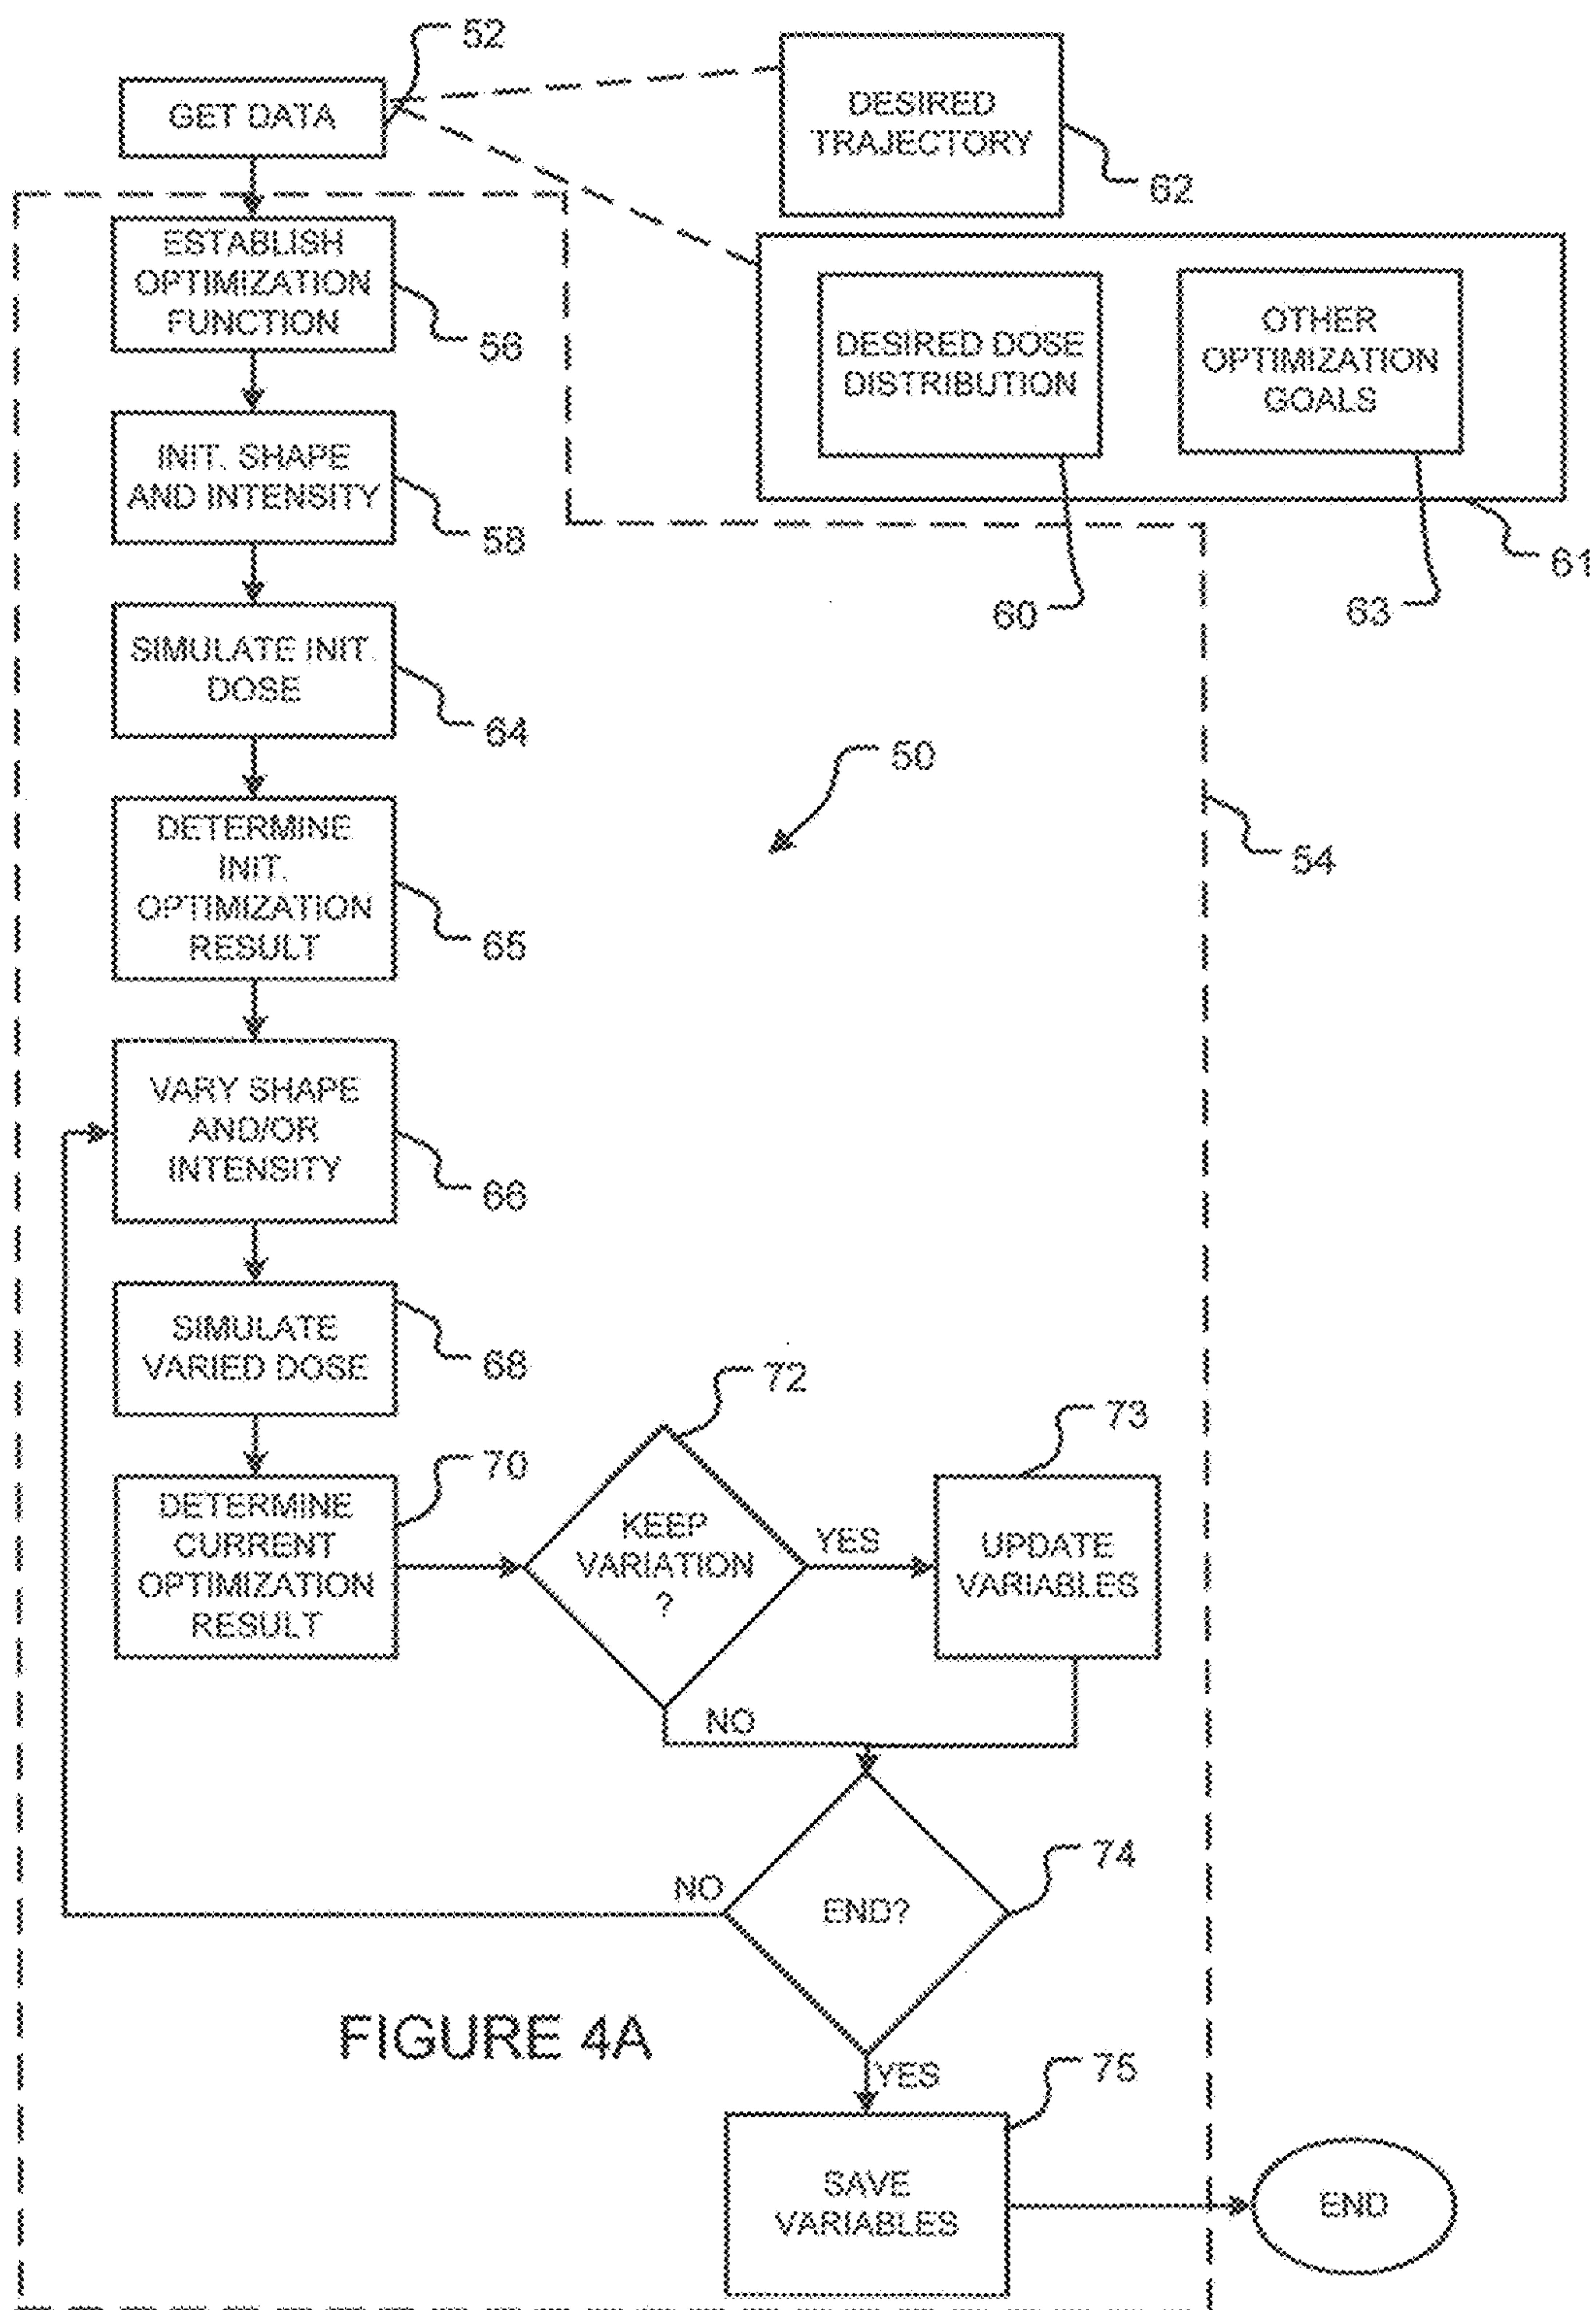 52
GET DATA
DESIRED
TRAJECTORY
62
ESTABLISH
OPTIMIZATION
FUNCTION
56
DESIRED DOSE
DISTRIBUTION
OTHER
OPTIMIZATION
GOALS
INIT. SHAPE
AND INTENSITY
58
61
60
63
SIMULATE INIT.
DOSE
64
50
DETERMINE
INIT.
OPTIMIZATION
RESULT
65
54
VARY SHAPE
AND/OR
INTENSITY
66
SIMULATE
VARIED DOSE
68
72
73
DETERMINE
CURRENT
OPTIMIZATION
RESULT
70
KEEP
VARIATION
?
YES
UPDATE
VARIABLES
NO
74
NO
END?
FIGURE 4A
YES
75
SAVE
VARIABLES
END